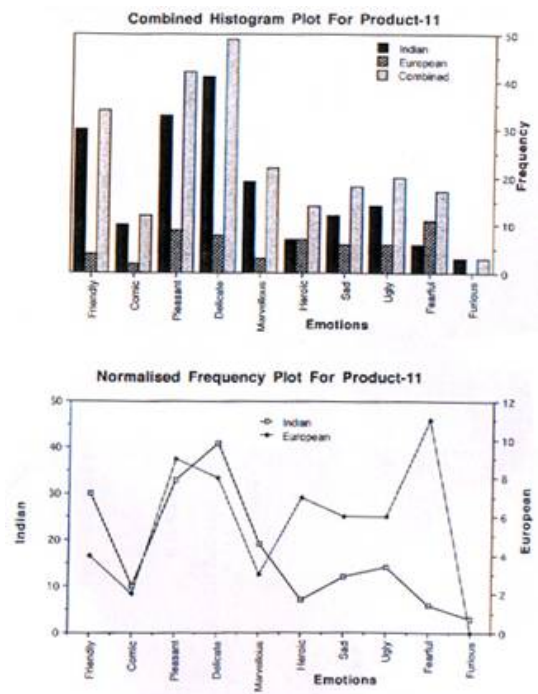 Combined Histogram Plot For Product-11
Indian
European
Combined
50
40
30
20
10
0
Frequency
Friendly
Comic
Pleasant
Delicate
Marvellous
Heroic
Sad
Ugly
Fearful
Furious
Emotions
Normalised Frequency Plot For Product-11
50
40
30
20
10
0
Indian
Indian
European
12
10
8
6
4
2
0
European
Friendly
Comic
Pleasant
Delicate
Marvellous
Heroic
Sad
Ugly
Fearful
Furious
Emotions